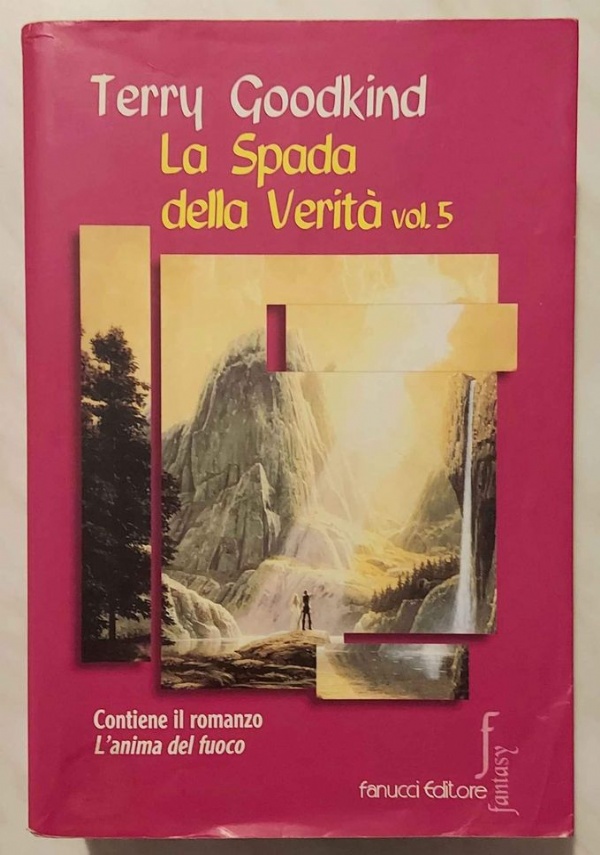 Terry Goodkind
La Spada
della Verità vol. 5
Contiene il romanzo
L'anima del fuoco
fanucci Editore
f
fantasy